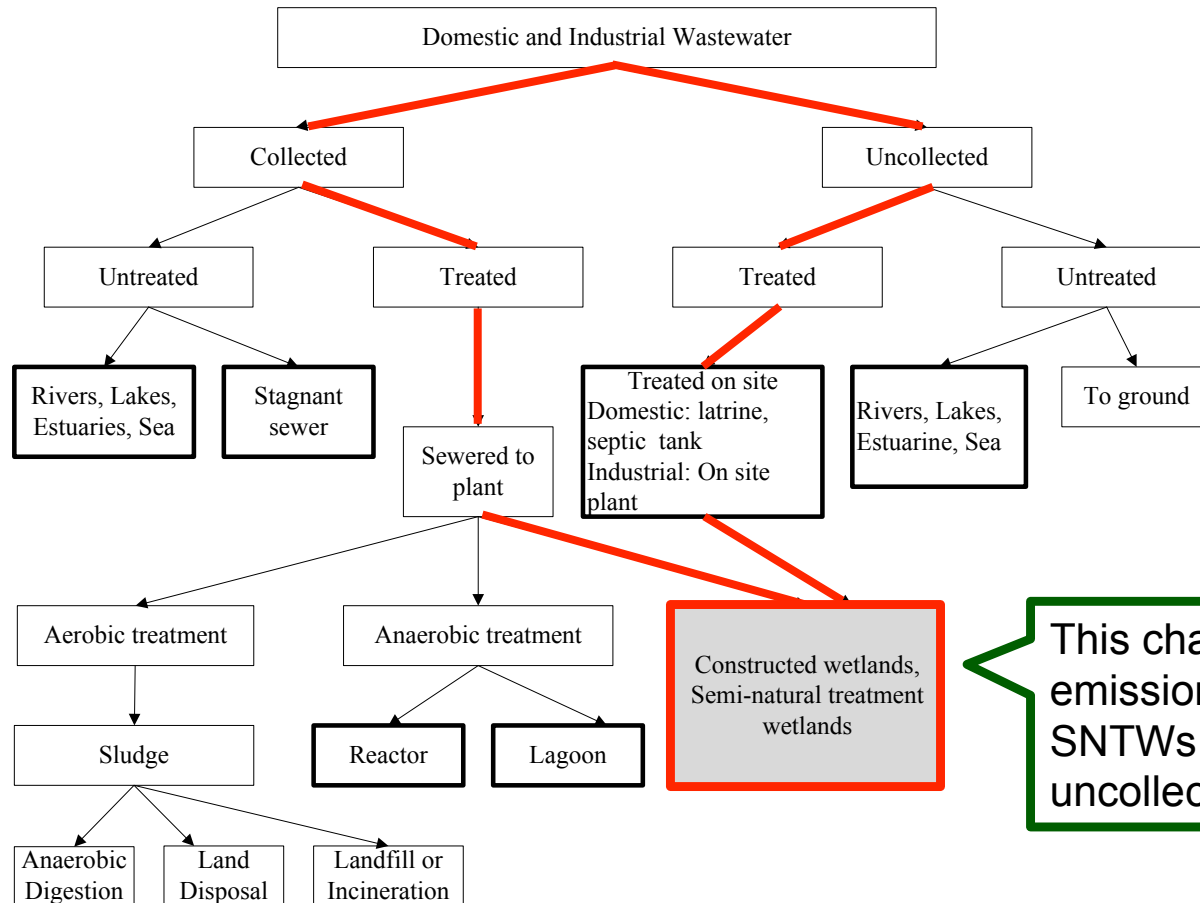 Domestic and Industrial Wastewater
Collected
Uncollected
Untreated
Treated
Treated
Untreated
Rivers, Lakes,
Estuaries, Sea
Stagnant
sewer
Sewered to
plant
Treated on site
Domestic: latrine,
septic tank
Industrial: On site
plant
Rivers, Lakes,
Estuarine, Sea
To ground
Aerobic treatment
Anaerobic treatment
Constructed wetlands,
Semi-natural treatment
wetlands
This cha
emission
SNTWs
uncollec
Sludge
Reactor
Lagoon
Anaerobic
Digestion
Land
Disposal
Landfill or
Incineration